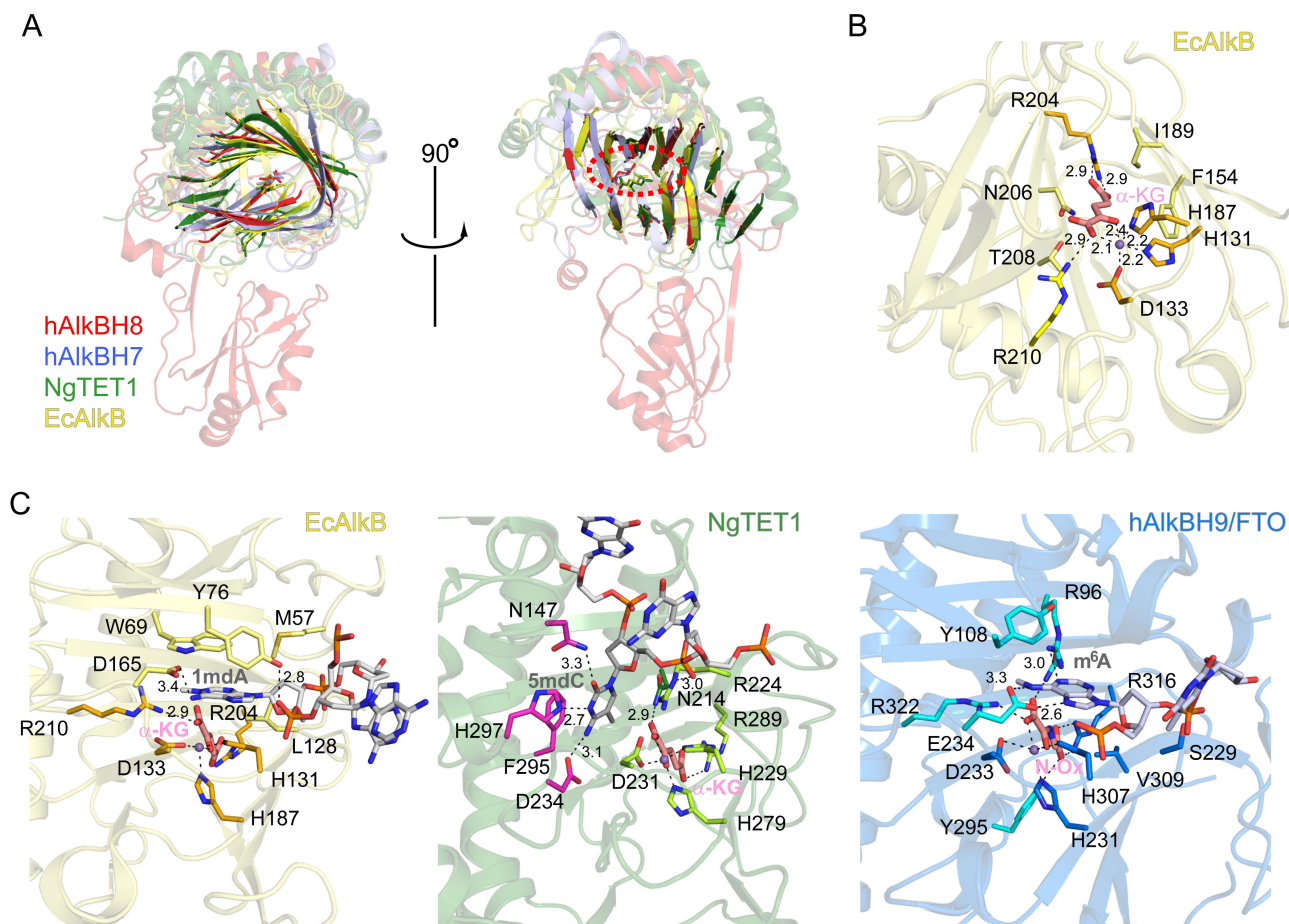 A
90°
hAlkBH8
hAlkBH7
NgTET1
EcAlkB
B
EcAlkB
R204
I189
2.9
2.9
F154
α-KG
N206
H187
2.4
2.2
H131
2.9
2.1
2.2
T208
D133
R210
C
EcAlkB
Y76
M57
W69
D165
2.8
1mdA
3.4
R210
2.9
R204
α-KG
L128
D133
H131
H187
NgTET1
N147
3.3
5mdC
3.0
R224
N214
2.9
2.7
R289
H297
3.1
F295
D231
H229
D234
α-KG
H279
hAlkBH9/FTO
R96
Y108
3.0
m⁶A
3.3
R316
R322
2.6
E234
S229
D233
N-Ox
V309
H307
Y295
H231